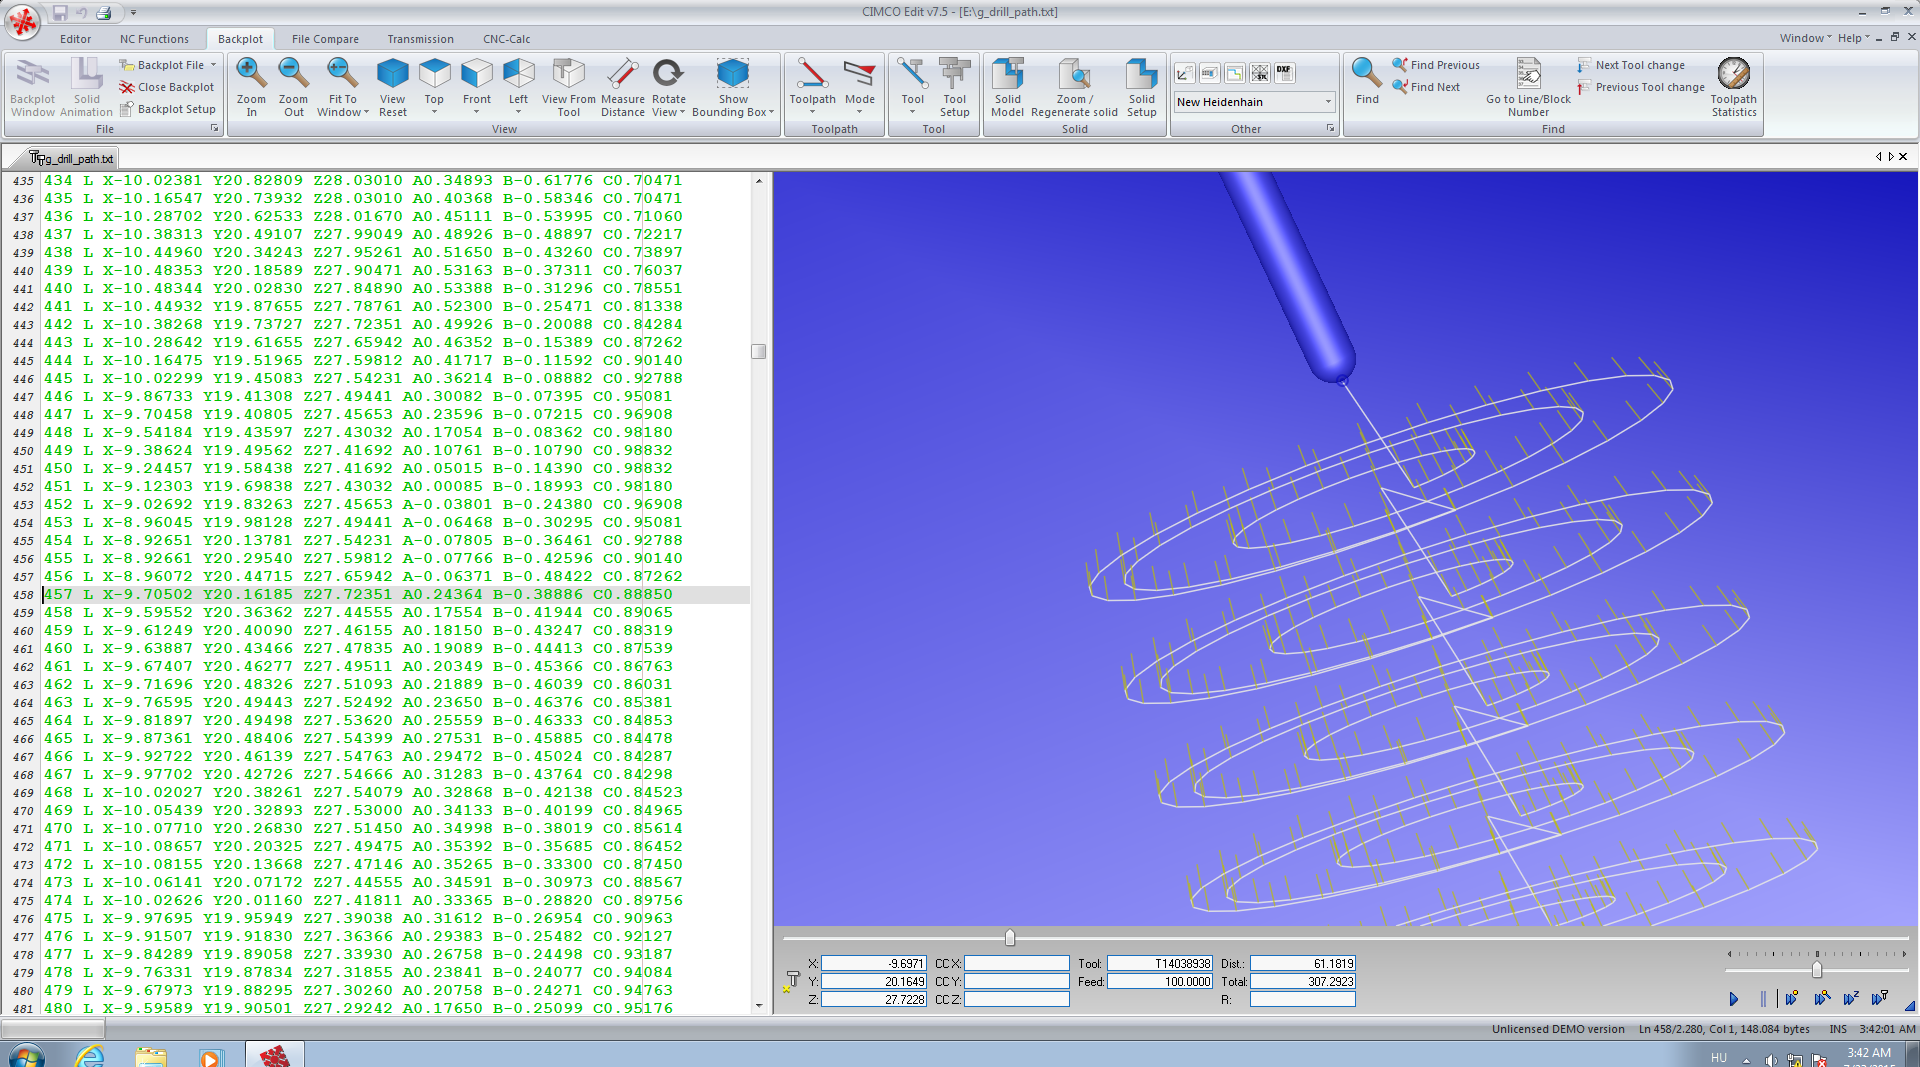 CIMCO Edit v7.5 - [E:\g_drill_path.txt]
Editor NC Functions Backplot File Compare Transmission CNC-Calc Window Help
Backplot Window Solid Animation Backplot File Close Backplot Backplot Setup File
Zoom In Zoom Out Fit To Window View Reset Top Front Left View From Tool Measure Distance Rotate View Show Bounding Box View
Toolpath Mode Toolpath
Tool Tool Setup Tool
Solid Model Zoom / Regenerate solid Solid Setup Solid
DXF New Heidenhain Other
Find Find Previous Find Next Go to Line/Block Number Next Tool change Previous Tool change Toolpath Statistics Find
g_drill_path.txt
435 434 L X-10.02381 Y20.82809 Z28.03010 A0.34893 B-0.61776 C0.70471
436 435 L X-10.16547 Y20.73932 Z28.03010 A0.40368 B-0.58346 C0.70471
437 436 L X-10.28702 Y20.62533 Z28.01670 A0.45111 B-0.53995 C0.71060
438 437 L X-10.38313 Y20.49107 Z27.99049 A0.48926 B-0.48897 C0.72217
439 438 L X-10.44960 Y20.34243 Z27.95261 A0.51650 B-0.43260 C0.73897
440 439 L X-10.48353 Y20.18589 Z27.90471 A0.53163 B-0.37311 C0.76037
441 440 L X-10.48344 Y20.02830 Z27.84890 A0.53388 B-0.31296 C0.78551
442 441 L X-10.44932 Y19.87655 Z27.78761 A0.52300 B-0.25471 C0.81338
443 442 L X-10.38268 Y19.73727 Z27.72351 A0.49926 B-0.20088 C0.84284
444 443 L X-10.28642 Y19.61655 Z27.65942 A0.46352 B-0.15389 C0.87262
445 444 L X-10.16475 Y19.51965 Z27.59812 A0.41717 B-0.11592 C0.90140
446 445 L X-10.02299 Y19.45083 Z27.54231 A0.36214 B-0.08882 C0.92788
447 446 L X-9.86733 Y19.41308 Z27.49441 A0.30082 B-0.07395 C0.95081
448 447 L X-9.70458 Y19.40805 Z27.45653 A0.23596 B-0.07215 C0.96908
449 448 L X-9.54184 Y19.43597 Z27.43032 A0.17054 B-0.08362 C0.98180
450 449 L X-9.38624 Y19.49562 Z27.41692 A0.10761 B-0.10790 C0.98832
451 450 L X-9.24457 Y19.58438 Z27.41692 A0.05015 B-0.14390 C0.98832
452 451 L X-9.12303 Y19.69838 Z27.43032 A0.00085 B-0.18993 C0.98180
453 452 L X-9.02692 Y19.83263 Z27.45653 A-0.03801 B-0.24380 C0.96908
454 453 L X-8.96045 Y19.98128 Z27.49441 A-0.06468 B-0.30295 C0.95081
455 454 L X-8.92651 Y20.13781 Z27.54231 A-0.07805 B-0.36461 C0.92788
456 455 L X-8.92661 Y20.29540 Z27.59812 A-0.07766 B-0.42596 C0.90140
457 456 L X-8.96072 Y20.44715 Z27.65942 A-0.06371 B-0.48422 C0.87262
458 457 L X-9.70502 Y20.16185 Z27.72351 A0.24364 B-0.38886 C0.88850
459 458 L X-9.59552 Y20.36362 Z27.44555 A0.17554 B-0.41944 C0.89065
460 459 L X-9.61249 Y20.40090 Z27.46155 A0.18150 B-0.43247 C0.88319
461 460 L X-9.63887 Y20.43466 Z27.47835 A0.19089 B-0.44413 C0.87539
462 461 L X-9.67407 Y20.46277 Z27.49511 A0.20349 B-0.45366 C0.86763
463 462 L X-9.71696 Y20.48326 Z27.51093 A0.21889 B-0.46039 C0.86031
464 463 L X-9.76595 Y20.49443 Z27.52492 A0.23650 B-0.46376 C0.85381
465 464 L X-9.81897 Y20.49498 Z27.53620 A0.25559 B-0.46333 C0.84853
466 465 L X-9.87361 Y20.48406 Z27.54399 A0.27531 B-0.45885 C0.84478
467 466 L X-9.92722 Y20.46139 Z27.54763 A0.29472 B-0.45024 C0.84287
468 467 L X-9.97702 Y20.42726 Z27.54666 A0.31283 B-0.43764 C0.84298
469 468 L X-10.02027 Y20.38261 Z27.54079 A0.32868 B-0.42138 C0.84523
470 469 L X-10.05439 Y20.32893 Z27.53000 A0.34133 B-0.40199 C0.84965
471 470 L X-10.07710 Y20.26830 Z27.51450 A0.34998 B-0.38019 C0.85614
472 471 L X-10.08657 Y20.20325 Z27.49475 A0.35392 B-0.35685 C0.86452
473 472 L X-10.08155 Y20.13668 Z27.47146 A0.35265 B-0.33300 C0.87450
474 473 L X-10.06141 Y20.07172 Z27.44555 A0.34591 B-0.30973 C0.88567
475 474 L X-10.02626 Y20.01160 Z27.41811 A0.33365 B-0.28820 C0.89756
476 475 L X-9.97695 Y19.95949 Z27.39038 A0.31612 B-0.26954 C0.90963
477 476 L X-9.91507 Y19.91830 Z27.36366 A0.29383 B-0.25482 C0.92127
478 477 L X-9.84289 Y19.89058 Z27.33930 A0.26758 B-0.24498 C0.93187
479 478 L X-9.76331 Y19.87834 Z27.31855 A0.23841 B-0.24077 C0.94084
480 479 L X-9.67973 Y19.88295 Z27.30260 A0.20758 B-0.24271 C0.94763
481 480 L X-9.59589 Y19.90501 Z27.29242 A0.17650 B-0.25099 C0.95176
X: -9.6971 CC X: Tool: T14038938 Dist.: 61.1819
Y: 20.1649 CC Y: Feed: 100.0000 Total: 307.2923
Z: 27.7228 CC Z: R:
Unlicensed DEMO version Ln 458/2.280, Col 1, 148.084 bytes INS 3:42:01 AM
HU 3:42 AM